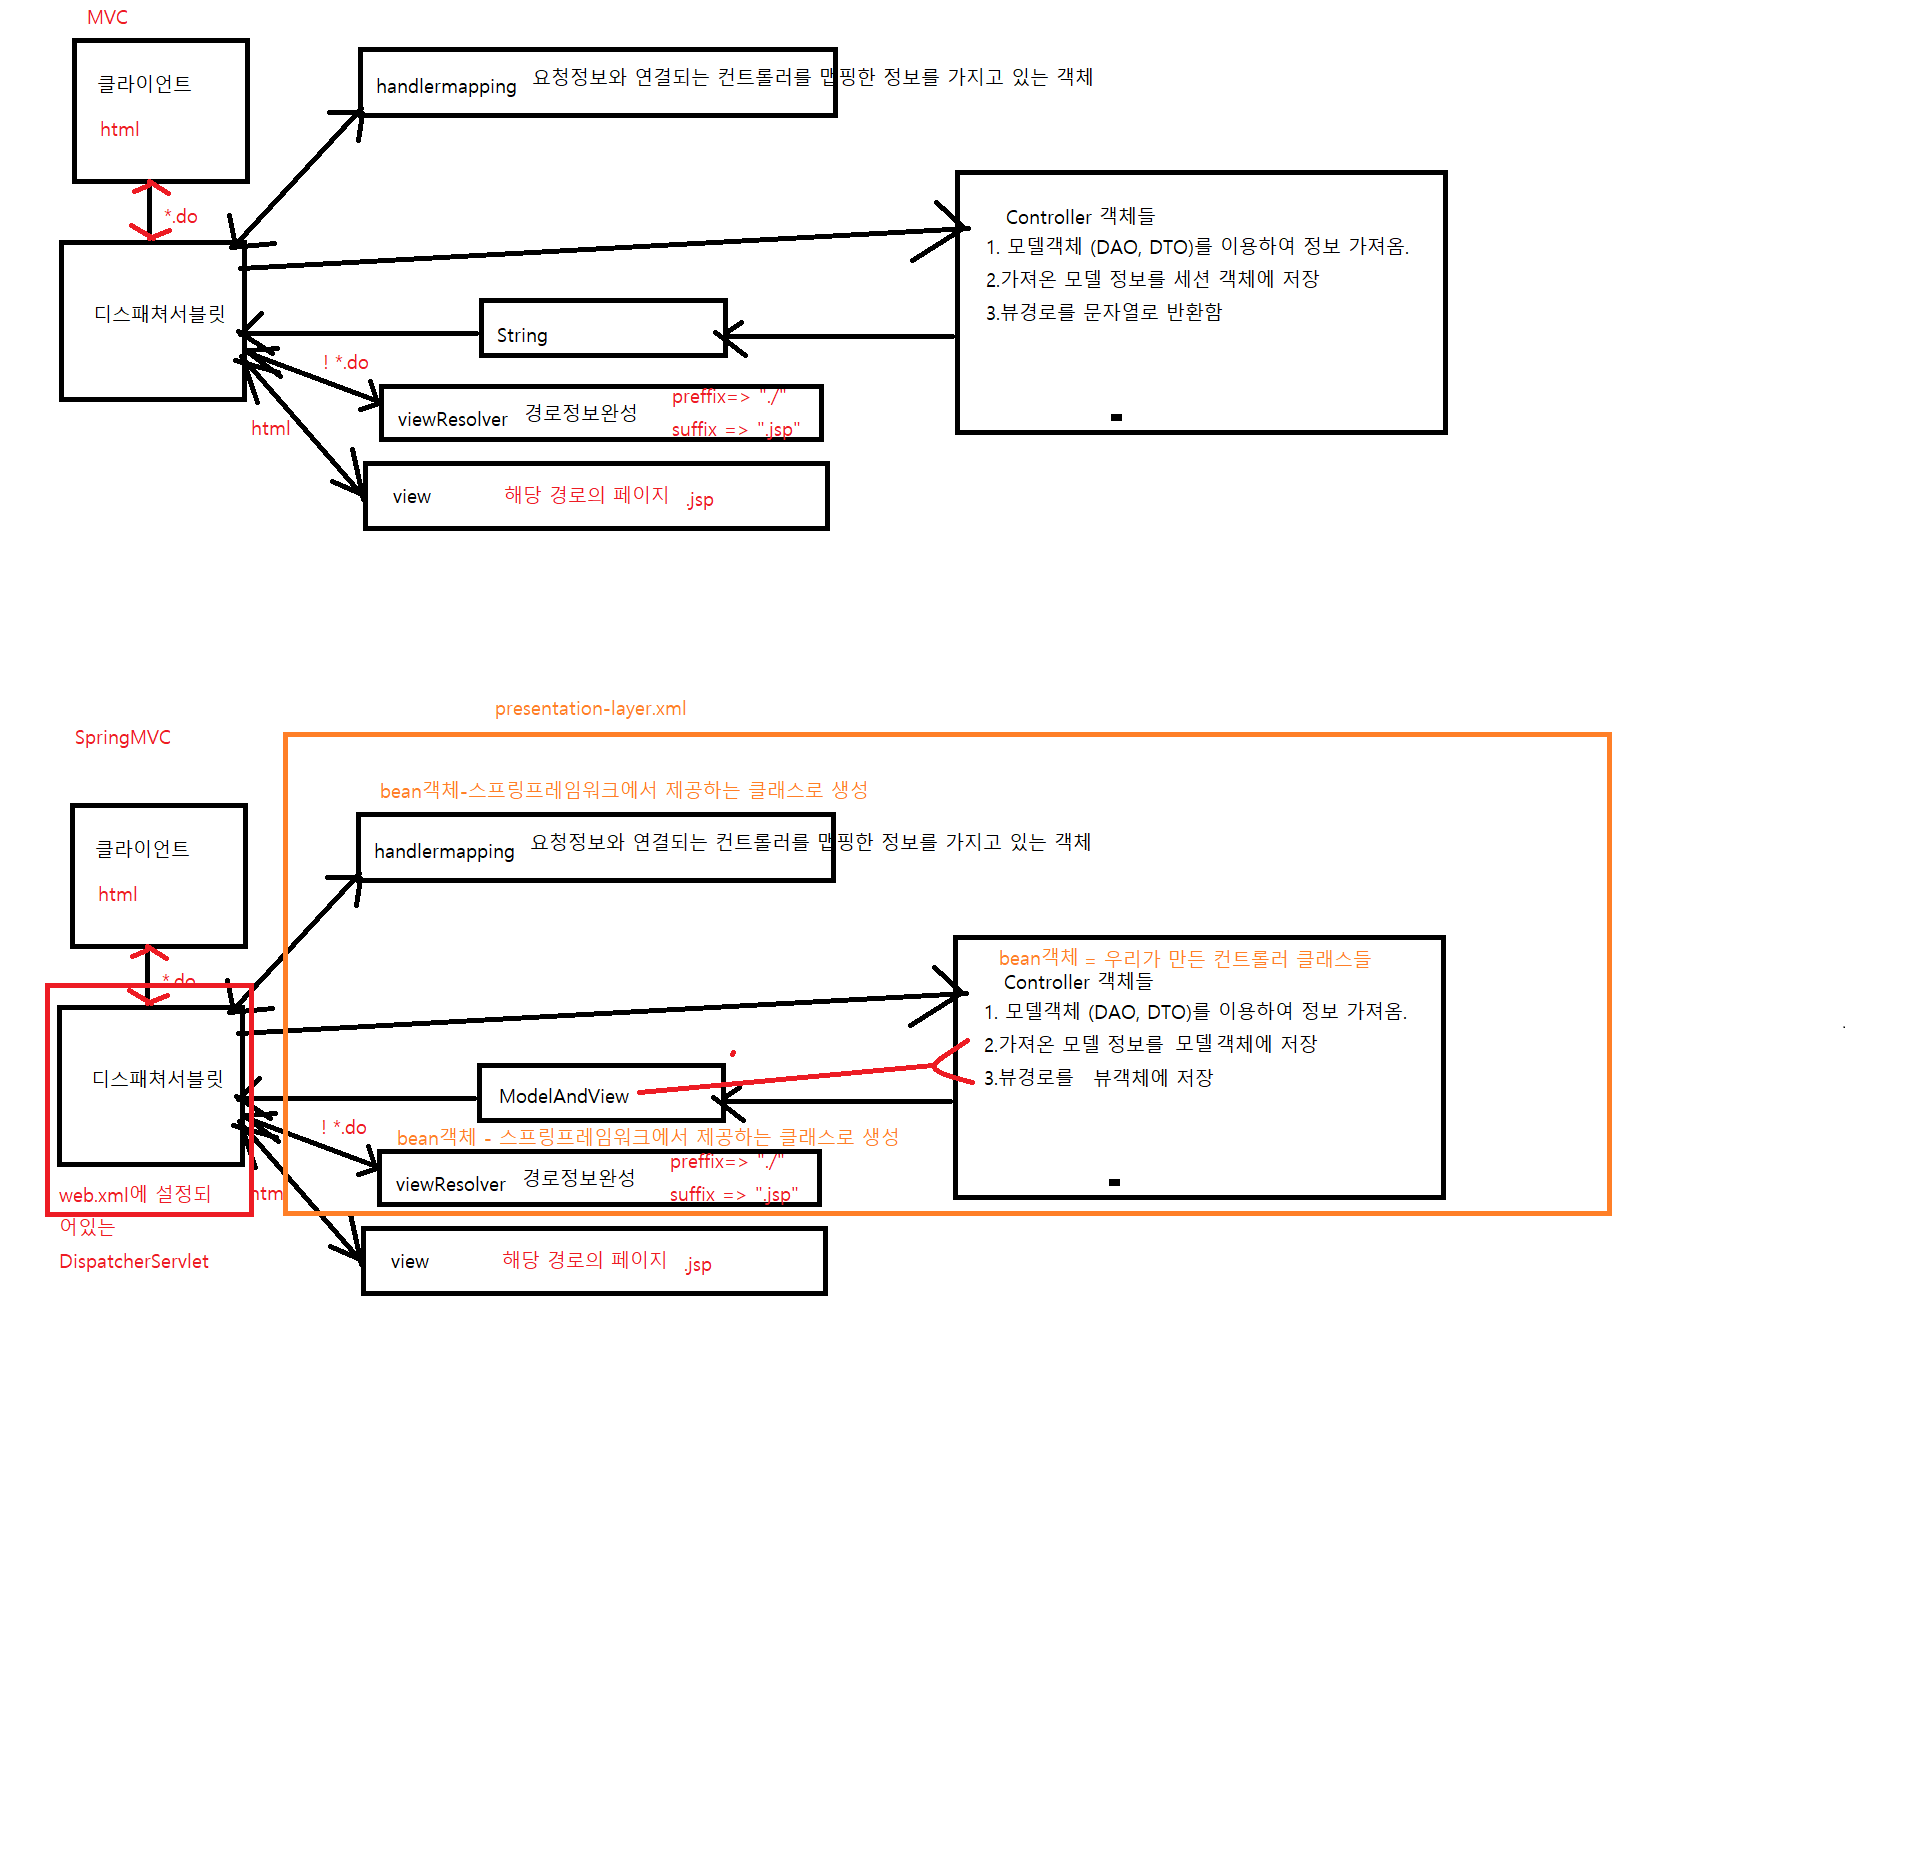 MVC
클라이언트
html
*.do
handlermapping 요청정보와 연결되는 컨트롤러를 맵핑한 정보를 가지고 있는 객체
디스패쳐서블릿
Controller 객체들
1. 모델객체 (DAO, DTO)를 이용하여 정보 가져옴.
2.가져온 모델 정보를 세션 객체에 저장
3.뷰경로를 문자열로 반환함
String
! *.do
viewResolver 경로정보완성
preffix=> "./"
suffix => ".jsp"
html
view 해당 경로의 페이지 .jsp
presentation-layer.xml
SpringMVC
bean객체-스프링프레임워크에서 제공하는 클래스로 생성
클라이언트
html
*.do
handlermapping 요청정보와 연결되는 컨트롤러를 맵핑한 정보를 가지고 있는 객체
디스패쳐서블릿
bean객체 = 우리가 만든 컨트롤러 클래스들
Controller 객체들
1. 모델객체 (DAO, DTO)를 이용하여 정보 가져옴.
2.가져온 모델 정보를 모델객체에 저장
3.뷰경로를 뷰객체에 저장
ModelAndView
! *.do
bean객체 - 스프링프레임워크에서 제공하는 클래스로 생성
viewResolver 경로정보완성
preffix=> "./"
suffix => ".jsp"
html
web.xml에 설정되
어있는
DispatcherServlet
view 해당 경로의 페이지 .jsp